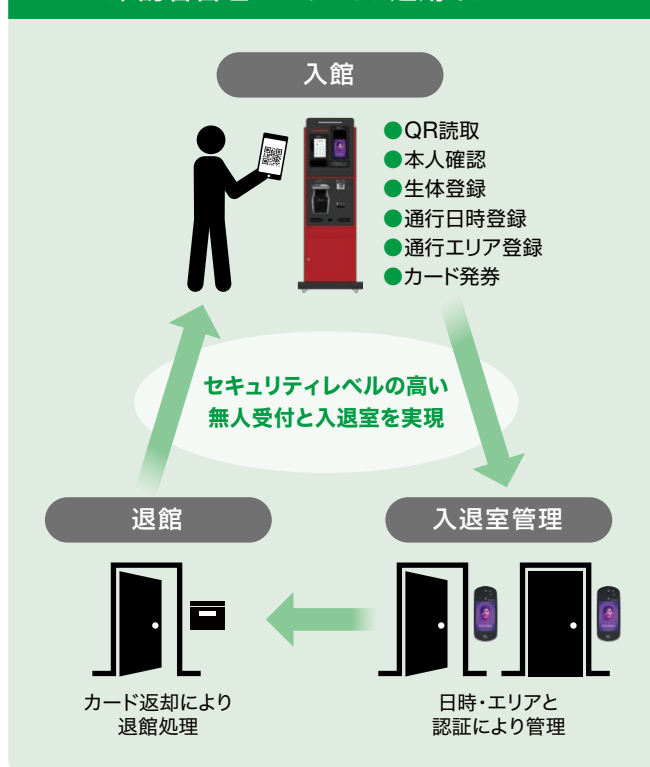 入館
●QR読取
●本人確認
●生体登録
●通行日時登録
●通行エリア登録
●カード発券
セキュリティレベルの高い
無人受付と入退室を実現
退館
入退室管理
カード返却により
退館処理
日時・エリアと
認証により管理